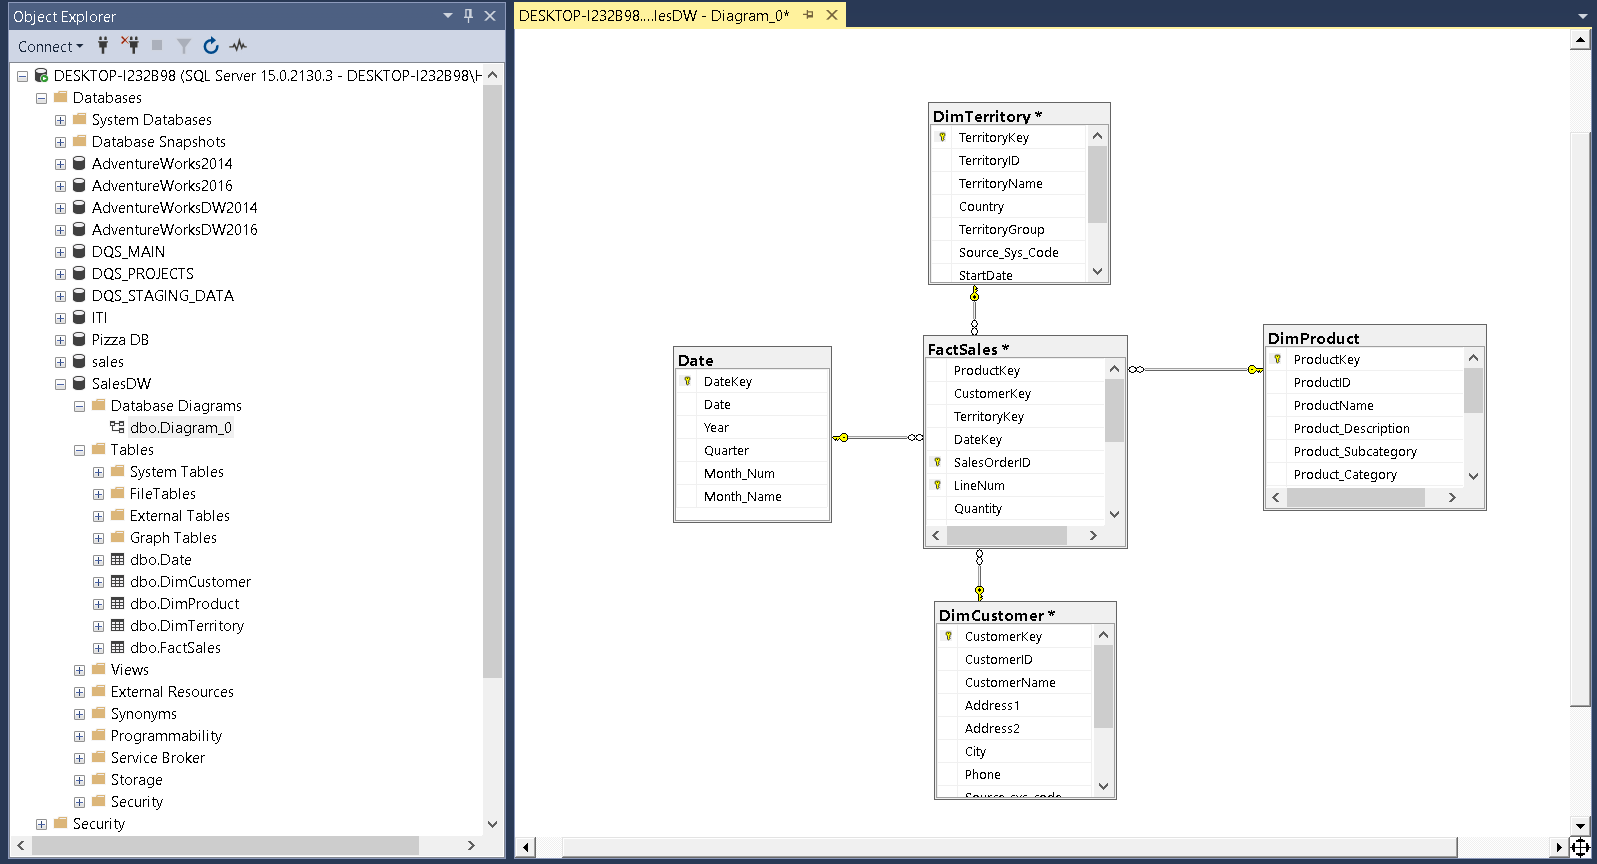 Object Explorer
Connect
DESKTOP-I232B98 (SQL Server 15.0.2130.3 - DESKTOP-I232B98\H
Databases
System Databases
Database Snapshots
AdventureWorks2014
AdventureWorks2016
AdventureWorksDW2014
AdventureWorksDW2016
DQS_MAIN
DQS_PROJECTS
DQS_STAGING_DATA
ITI
Pizza DB
sales
SalesDW
Database Diagrams
dbo.Diagram_0
Tables
System Tables
FileTables
External Tables
Graph Tables
dbo.Date
dbo.DimCustomer
dbo.DimProduct
dbo.DimTerritory
dbo.FactSales
Views
External Resources
Synonyms
Programmability
Service Broker
Storage
Security
Security
DESKTOP-I232B98....lesDW - Diagram_0*
DimTerritory *
TerritoryKey
TerritoryID
TerritoryName
Country
TerritoryGroup
Source_Sys_Code
StartDate
Date
DateKey
Date
Year
Quarter
Month_Num
Month_Name
FactSales *
ProductKey
CustomerKey
TerritoryKey
DateKey
SalesOrderID
LineNum
Quantity
DimProduct
ProductKey
ProductID
ProductName
Product_Description
Product_Subcategory
Product_Category
DimCustomer *
CustomerKey
CustomerID
CustomerName
Address1
Address2
City
Phone
Source_sys_code